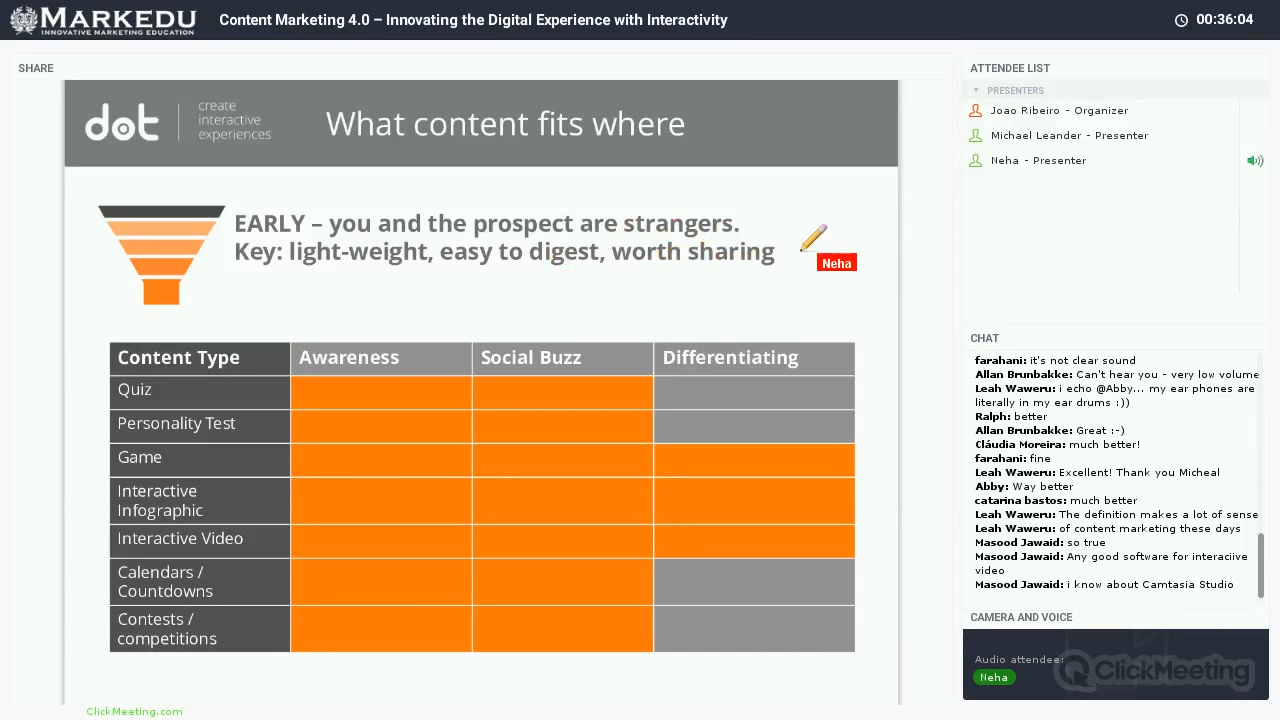 MARKEDU
INNOVATIVE MARKETING EDUCATION
Content Marketing 4.0 – Innovating the Digital Experience with Interactivity
00:36:04
SHARE
dot
create
interactive
experiences
What content fits where
EARLY – you and the prospect are strangers.
Key: light-weight, easy to digest, worth sharing
Neha
Content Type Awareness Social Buzz Differentiating
Quiz
Personality Test
Game
Interactive
Infographic
Interactive Video
Calendars /
Countdowns
Contests /
competitions
ClickMeeting.com
ATTENDEE LIST
PRESENTERS
Joao Ribeiro - Organizer
Michael Leander - Presenter
Neha - Presenter
CHAT
farahani: it's not clear sound
Allan Brunbakke: Can't hear you - very low volume
Leah Waweru: i echo @Abby... my ear phones are
literally in my ear drums :))
Ralph: better
Allan Brunbakke: Great :-)
Cláudia Moreira: much better!
farahani: fine
Leah Waweru: Excellent! Thank you Micheal
Abby: Way better
catarina bastos: much better
Leah Waweru: The definition makes a lot of sense
Leah Waweru: of content marketing these days
Masood Jawaid: so true
Masood Jawaid: Any good software for interaciive
video
Masood Jawaid: i know about Camtasia Studio
CAMERA AND VOICE
Audio attendee:
Neha
ClickMeeting